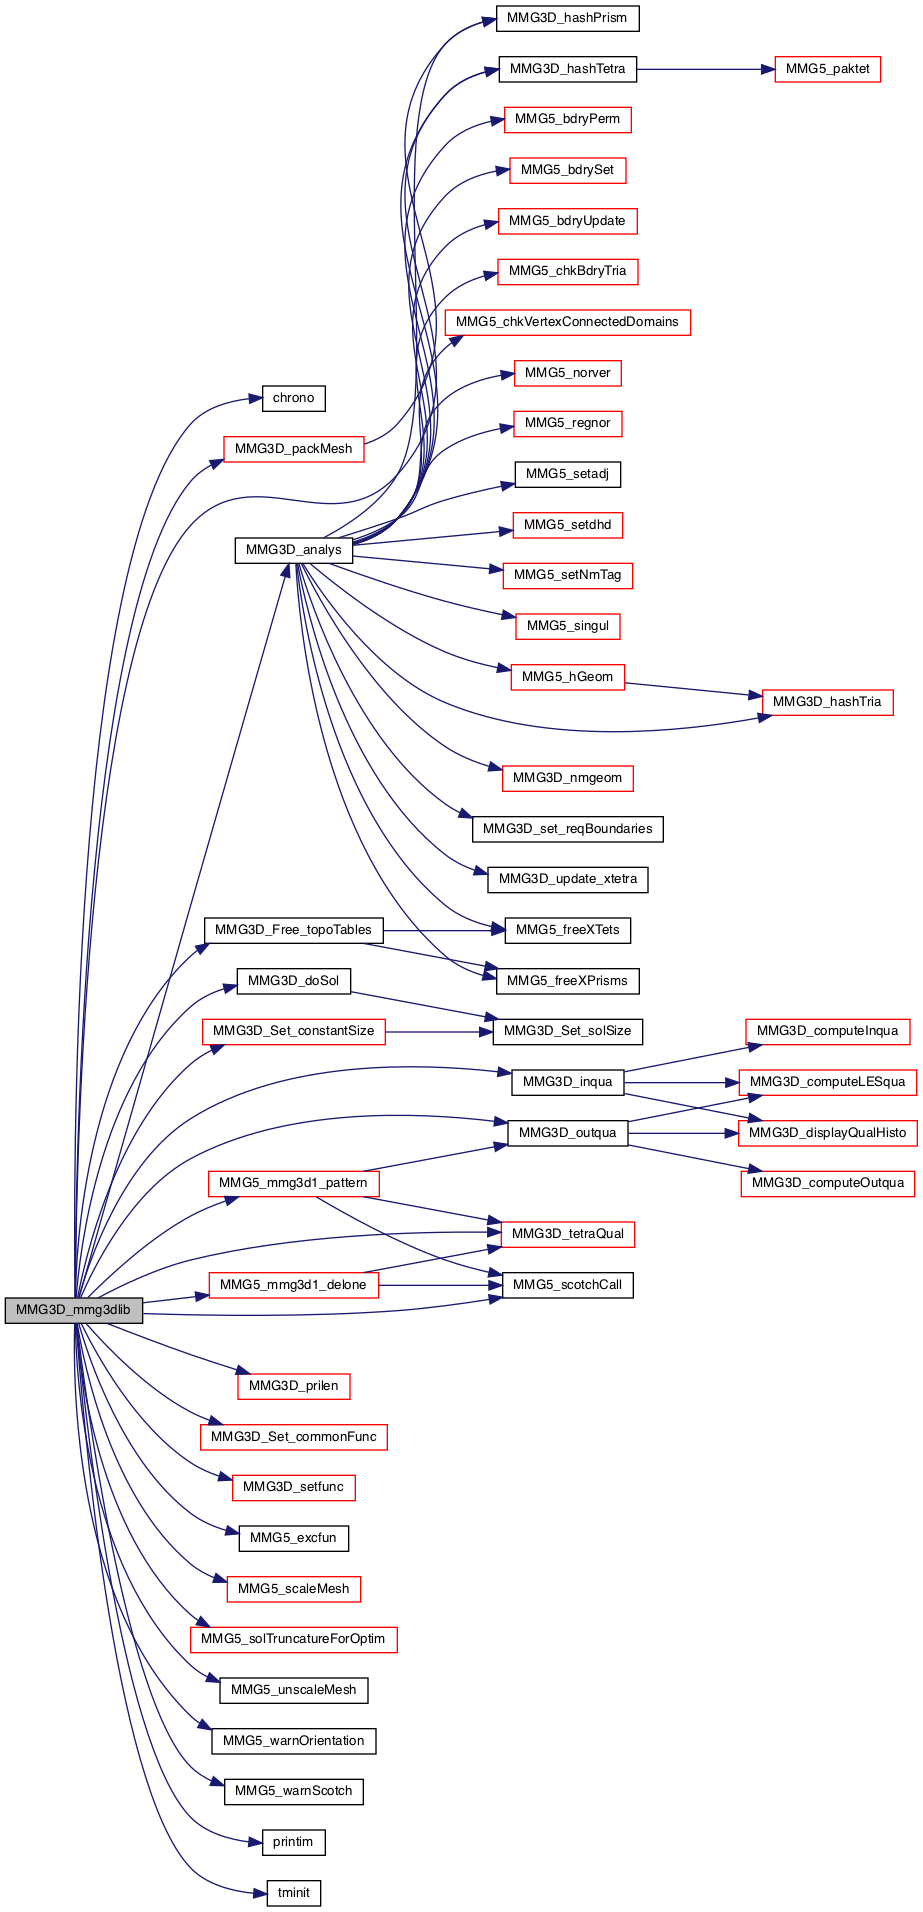 MMG3D_hashPrism
MMG3D_hashTetra
MMG5_paktet
MMG5_bdryPerm
MMG5_bdrySet
MMG5_bdryUpdate
MMG5_chkBdryTria
MMG5_chkVertexConnectedDomains
MMG5_norver
chrono
MMG5_regnor
MMG3D_packMesh
MMG5_setadj
MMG5_setdhd
MMG3D_analys
MMG5_setNmTag
MMG5_singul
MMG5_hGeom
MMG3D_hashTria
MMG3D_nmgeom
MMG3D_set_reqBoundaries
MMG3D_update_xtetra
MMG3D_Free_topoTables
MMG5_freeXTets
MMG3D_doSol
MMG5_freeXPrisms
MMG3D_Set_constantSize
MMG3D_Set_solSize
MMG3D_computeInqua
MMG3D_inqua
MMG3D_computeLESqua
MMG3D_outqua
MMG3D_displayQualHisto
MMG5_mmg3d1_pattern
MMG3D_computeOutqua
MMG3D_tetraQual
MMG5_mmg3d1_delone
MMG5_scotchCall
MMG3D_mmg3dlib
MMG3D_prilen
MMG3D_Set_commonFunc
MMG3D_setfunc
MMG5_excfun
MMG5_scaleMesh
MMG5_solTruncatureForOptim
MMG5_unscaleMesh
MMG5_warnOrientation
MMG5_warnScotch
printim
tminit